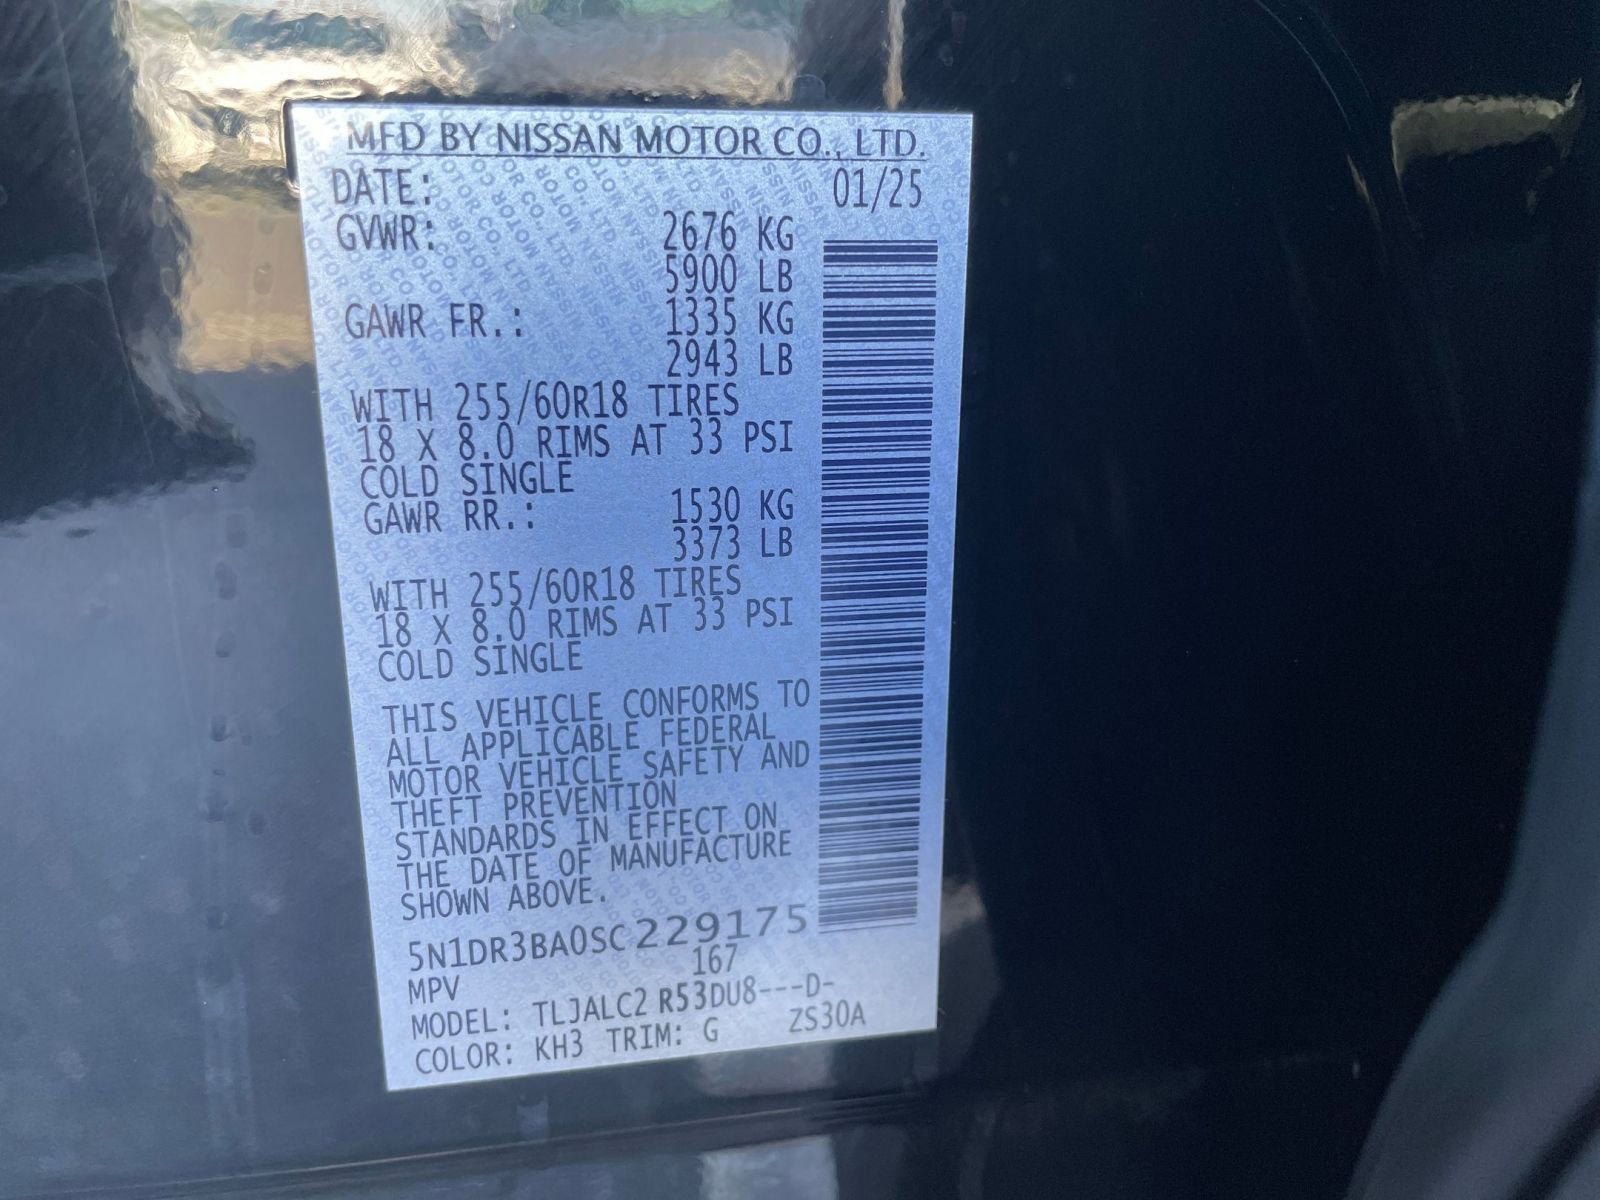 MFD BY NISSAN MOTOR CO., LTD.
DATE: 01/25
GVWR: 2676 KG
5900 LB
GAWR FR.: 1335 KG
2943 LB
WITH 255/60R18 TIRES
18 X 8.0 RIMS AT 33 PSI
COLD SINGLE
GAWR RR.: 1530 KG
3373 LB
WITH 255/60R18 TIRES
18 X 8.0 RIMS AT 33 PSI
COLD SINGLE
THIS VEHICLE CONFORMS TO
ALL APPLICABLE FEDERAL
MOTOR VEHICLE SAFETY AND
THEFT PREVENTION
STANDARDS IN EFFECT ON
THE DATE OF MANUFACTURE
SHOWN ABOVE.
5N1DR3BA0SC229175
MPV 167
MODEL: TLJALC2 R53DU8---D-
COLOR: KH3 TRIM: G ZS30A